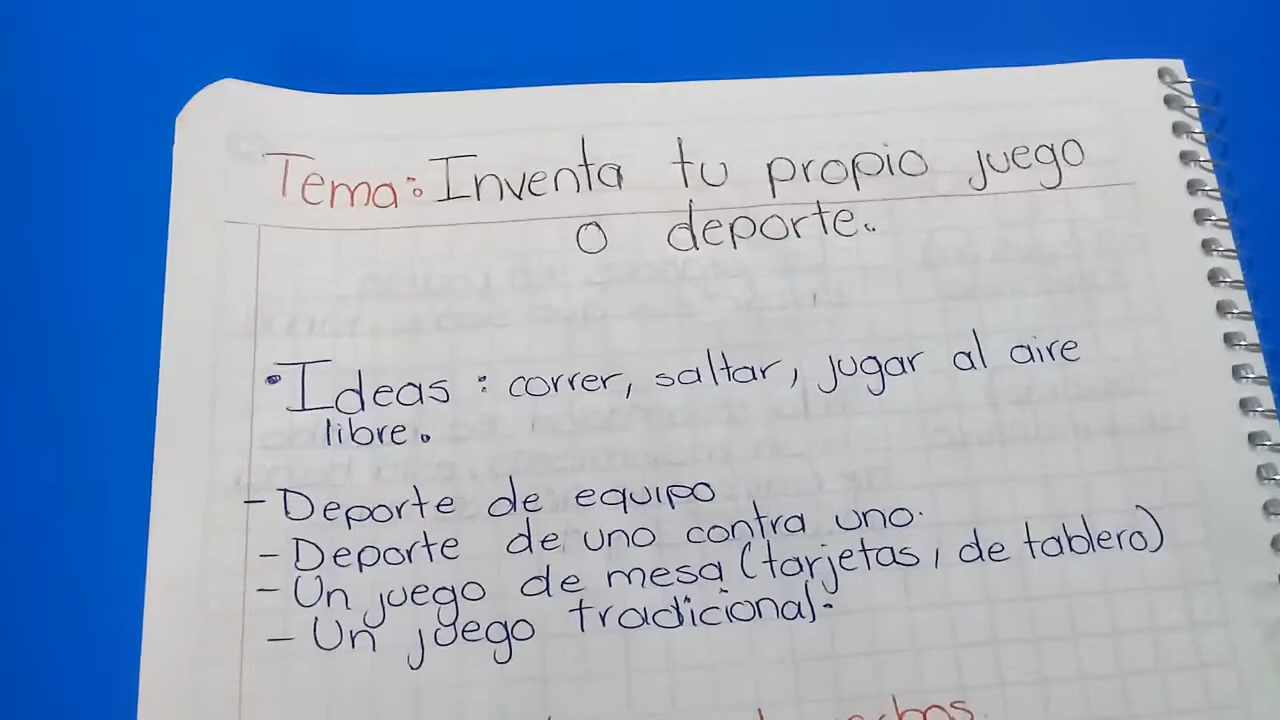 Tema: Inventa tu propio juego
o deporte.
• Ideas : correr, saltar, jugar al aire
libre.
- Deporte de equipo
- Deporte de uno contra uno.
- Un juego de mesa (tarjetas, de tablero)
- Un juego tradicional.